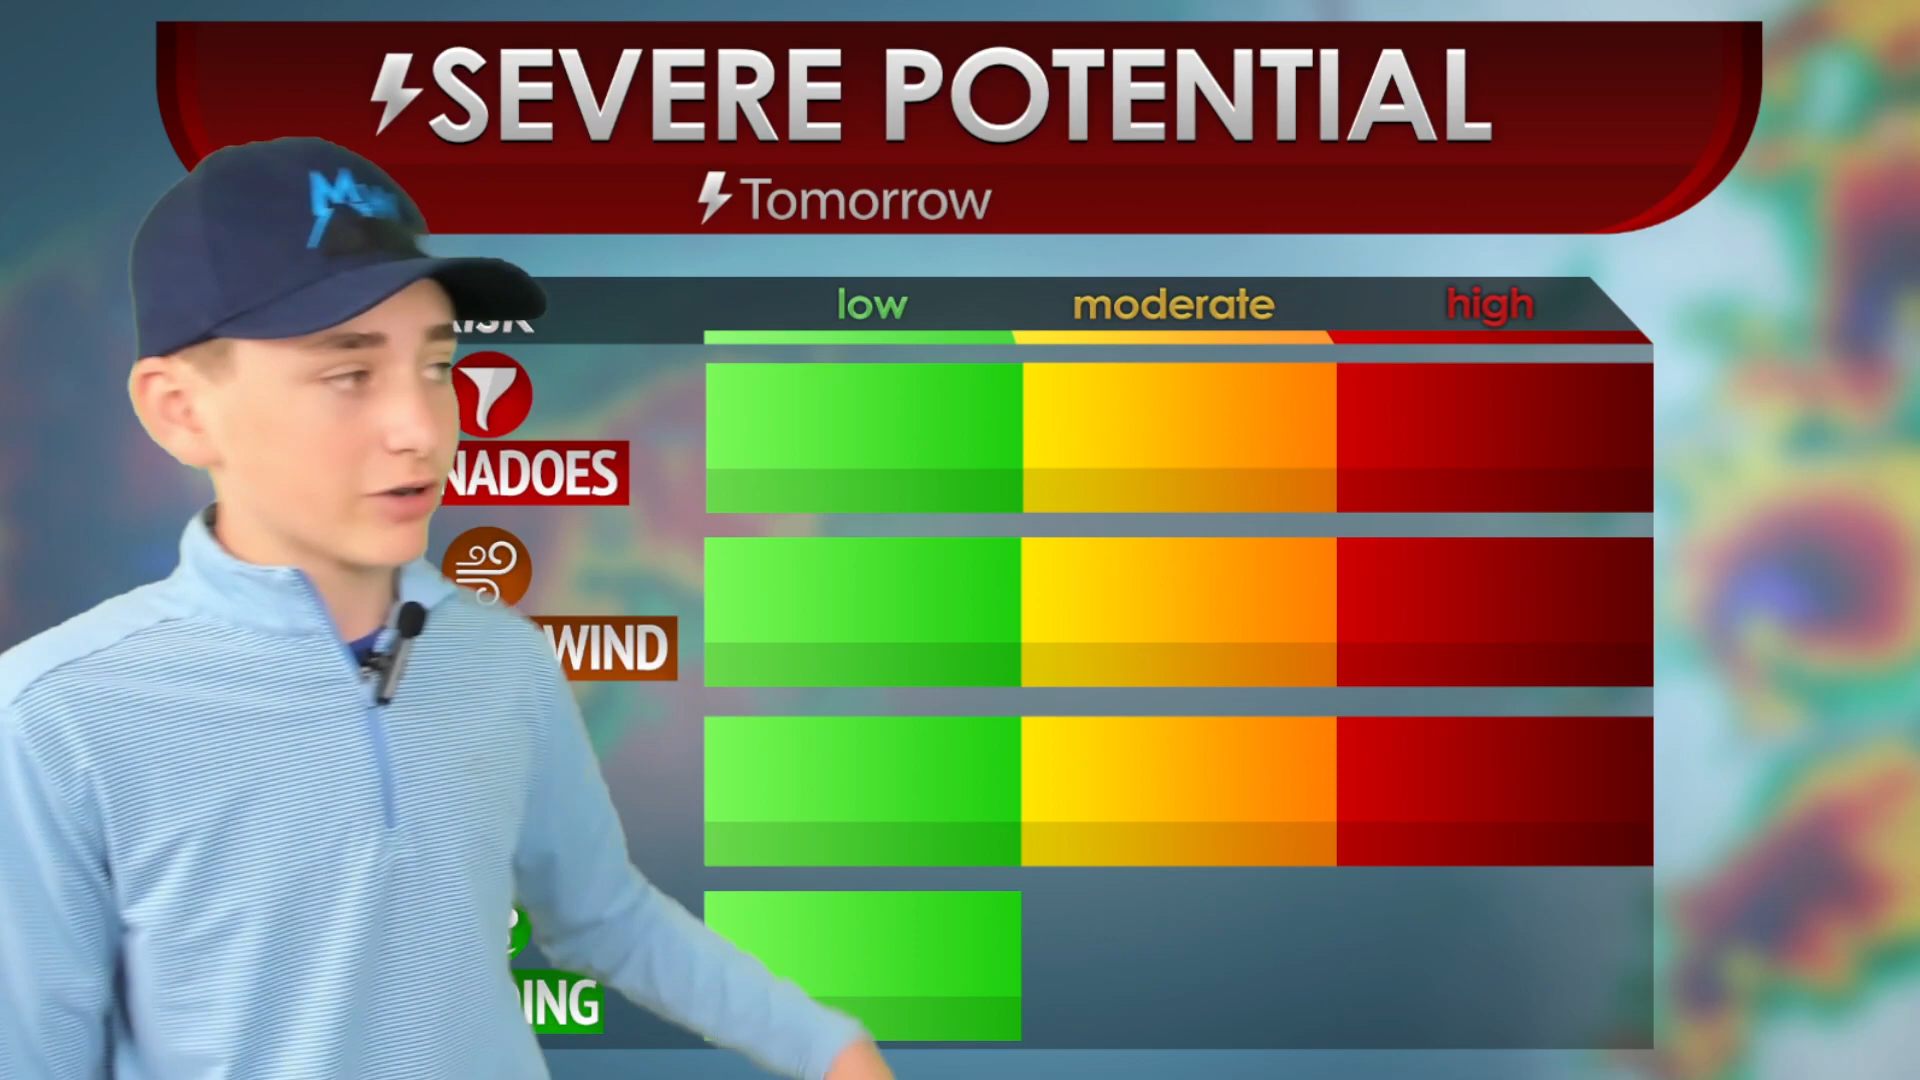 SEVERE POTENTIAL
Tomorrow
low moderate high
NADOES
WIND
ING